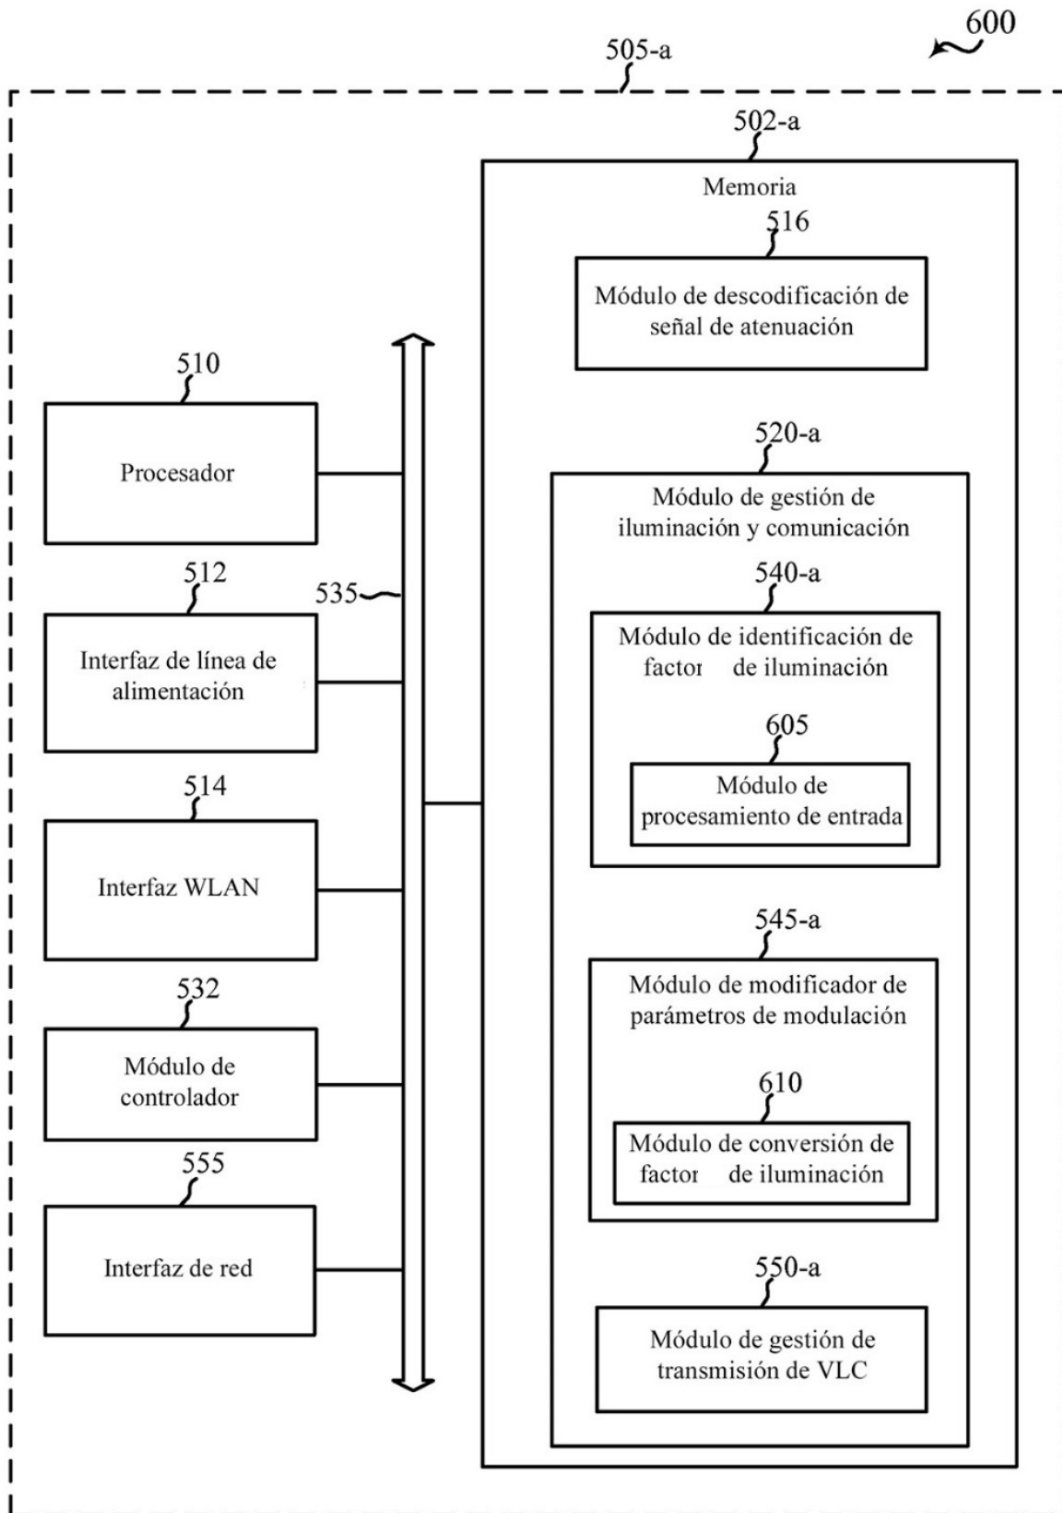 600
505-a
502-a
Memoria
516
Módulo de descodificación de
señal de atenuación
510
Procesador
520-a
Módulo de gestión de
iluminación y comunicación
512
535
Interfaz de línea de
alimentación
540-a
Módulo de identificación de
factor de iluminación
605
Módulo de
procesamiento de entrada
514
Interfaz WLAN
545-a
Módulo de modificador de
parámetros de modulación
532
Módulo de
controlador
610
Módulo de conversión de
factor de iluminación
555
Interfaz de red
550-a
Módulo de gestión de
transmisión de VLC